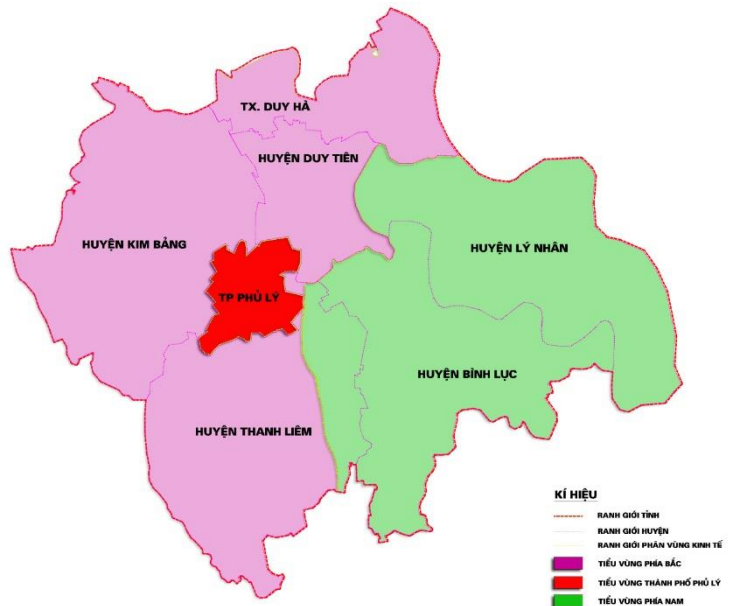 TX. DUY HÀ
HUYỆN DUY TIÊN
HUYỆN KIM BẢNG
HUYỆN LÝ NHÂN
TP PHỦ LÝ
HUYỆN BÌNH LỤC
HUYỆN THANH LIÊM
KÍ HIỆU
RANH GIỚI TỈNH
RANH GIỚI HUYỆN
RANH GIỚI PHÂN VÙNG KINH TẾ
TIỂU VÙNG PHÍA BẮC
TIỂU VÙNG THÀNH PHỐ PHỦ LÝ
TIỂU VÙNG PHÍA NAM